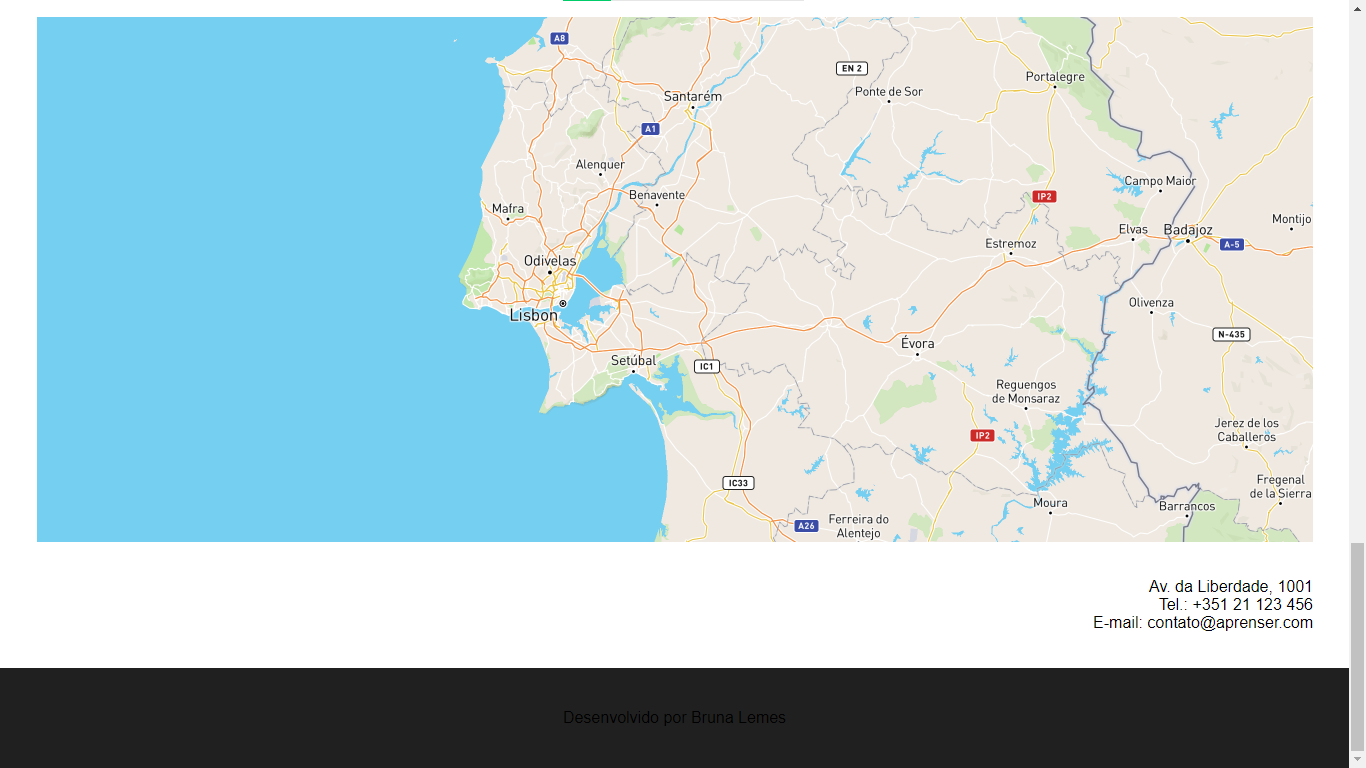 A8
EN 2
Portalegre
Santarém
Ponte de Sor
A1
Alenquer
Campo Maior
Benavente
IP2
Mafra
Montijo
Elvas
Badajoz
Estremoz
A-5
Odivelas
Olivenza
Lisbon
N-435
Évora
Setúbal
IC1
Reguengos
de Monsaraz
Jerez de los
Caballeros
IP2
IC33
Fregenal
de la Sierra
Moura
Barrancos
A26
Ferreira do
Alentejo
Av. da Liberdade, 1001
Tel.: +351 21 123 456
E-mail: contato@aprenser.com
Desenvolvido por Bruna Lemes